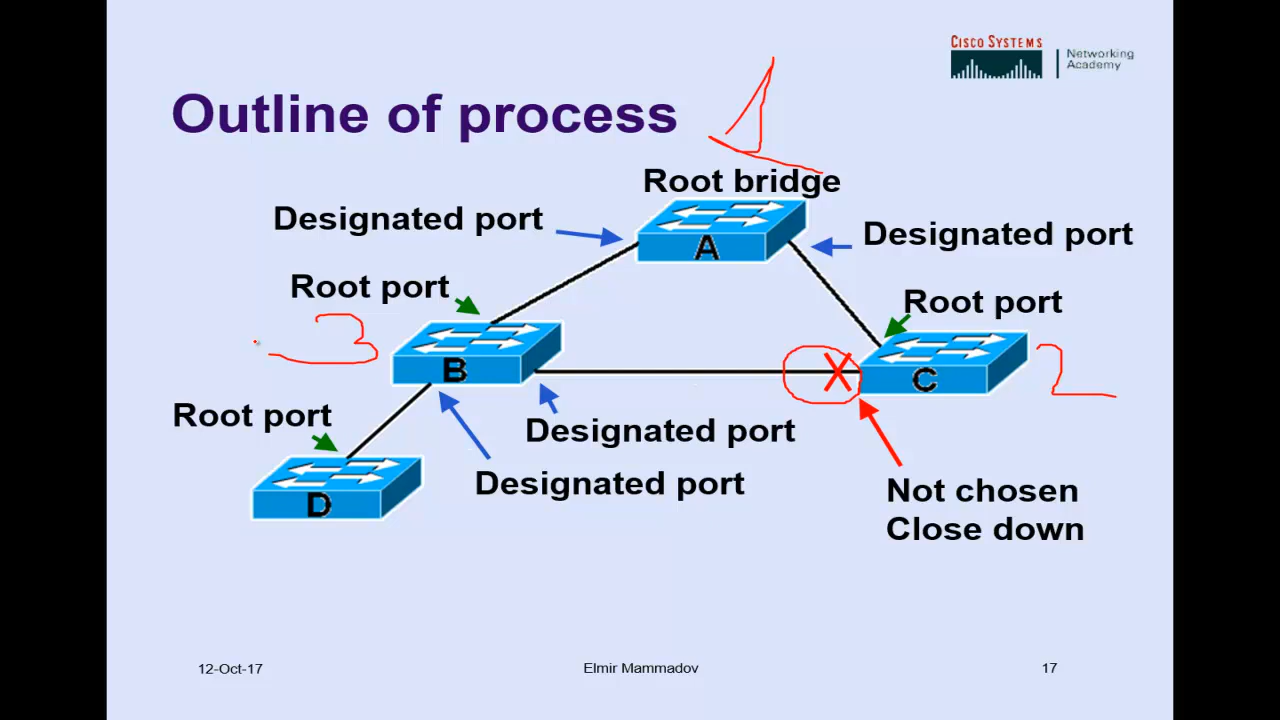 CISCO SYSTEMS
Networking
Academy
Outline of process
1
Root bridge
Designated port
A
Designated port
Root port
Root port
3
B
C
2
Root port
Designated port
Designated port
D
Not chosen
Close down
12-Oct-17
Elmir Mammadov
17